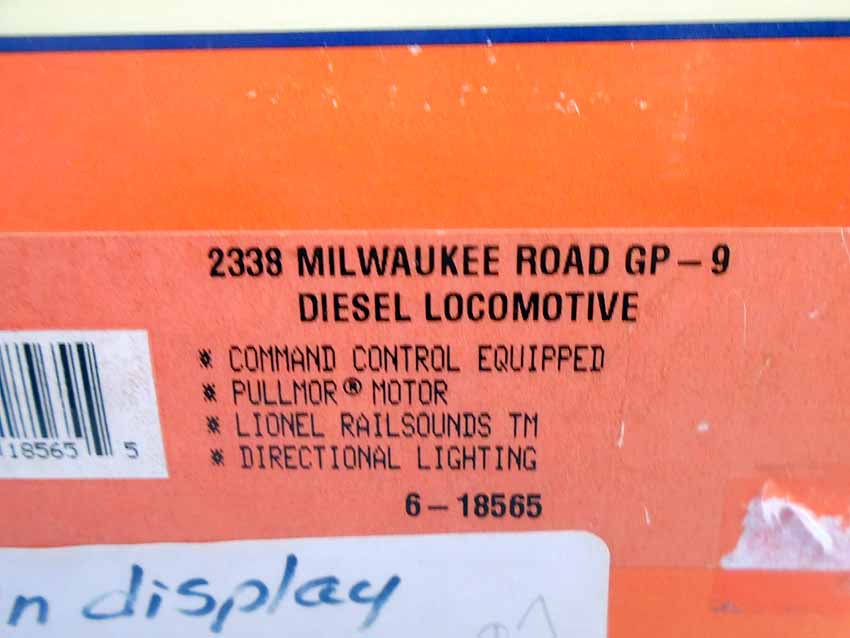 2338 MILWAUKEE ROAD GP-9
DIESEL LOCOMOTIVE
* COMMAND CONTROL EQUIPPED
* PULLMOR® MOTOR
* LIONEL RAILSOUNDS TM
* DIRECTIONAL LIGHTING
18565 5
6-18565
n display